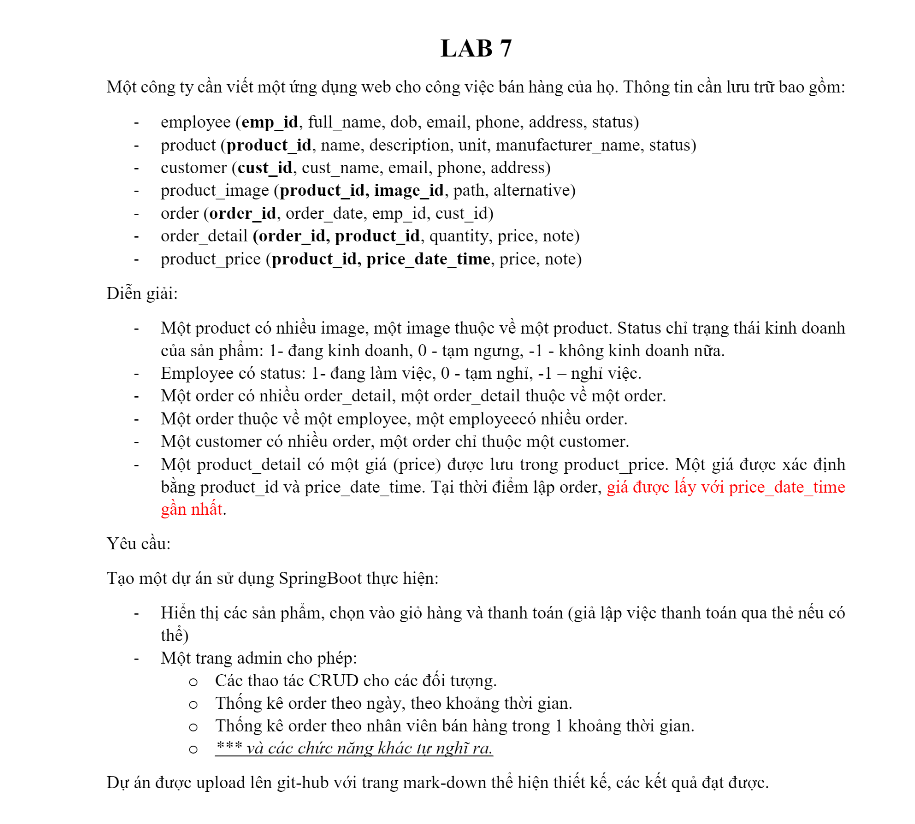 LAB 7
Một công ty cần viết một ứng dụng web cho công việc bán hàng của họ. Thông tin cần lưu trữ bao gồm:
- employee (emp_id, full_name, dob, email, phone, address, status)
- product (product_id, name, description, unit, manufacturer_name, status)
- customer (cust_id, cust_name, email, phone, address)
- product_image (product_id, image_id, path, alternative)
- order (order_id, order_date, emp_id, cust_id)
- order_detail (order_id, product_id, quantity, price, note)
- product_price (product_id, price_date_time, price, note)
Diễn giải:
- Một product có nhiều image, một image thuộc về một product. Status chỉ trạng thái kinh doanh
của sản phẩm: 1- đang kinh doanh, 0 - tạm ngưng, -1 - không kinh doanh nữa.
- Employee có status: 1- đang làm việc, 0 - tạm nghỉ, -1 – nghỉ việc.
- Một order có nhiều order_detail, một order_detail thuộc về một order.
- Một order thuộc về một employee, một employeecó nhiều order.
- Một customer có nhiều order, một order chỉ thuộc một customer.
- Một product_detail có một giá (price) được lưu trong product_price. Một giá được xác định
bằng product_id và price_date_time. Tại thời điểm lập order, giá được lấy với price_date_time
gần nhất.
Yêu cầu:
Tạo một dự án sử dụng SpringBoot thực hiện:
- Hiển thị các sản phẩm, chọn vào giỏ hàng và thanh toán (giả lập việc thanh toán qua thẻ nếu có
thể)
- Một trang admin cho phép:
o Các thao tác CRUD cho các đối tượng.
o Thống kê order theo ngày, theo khoảng thời gian.
o Thống kê order theo nhân viên bán hàng trong 1 khoảng thời gian.
o *** và các chức năng khác tự nghĩ ra.
Dự án được upload lên git-hub với trang mark-down thể hiện thiết kế, các kết quả đạt được.